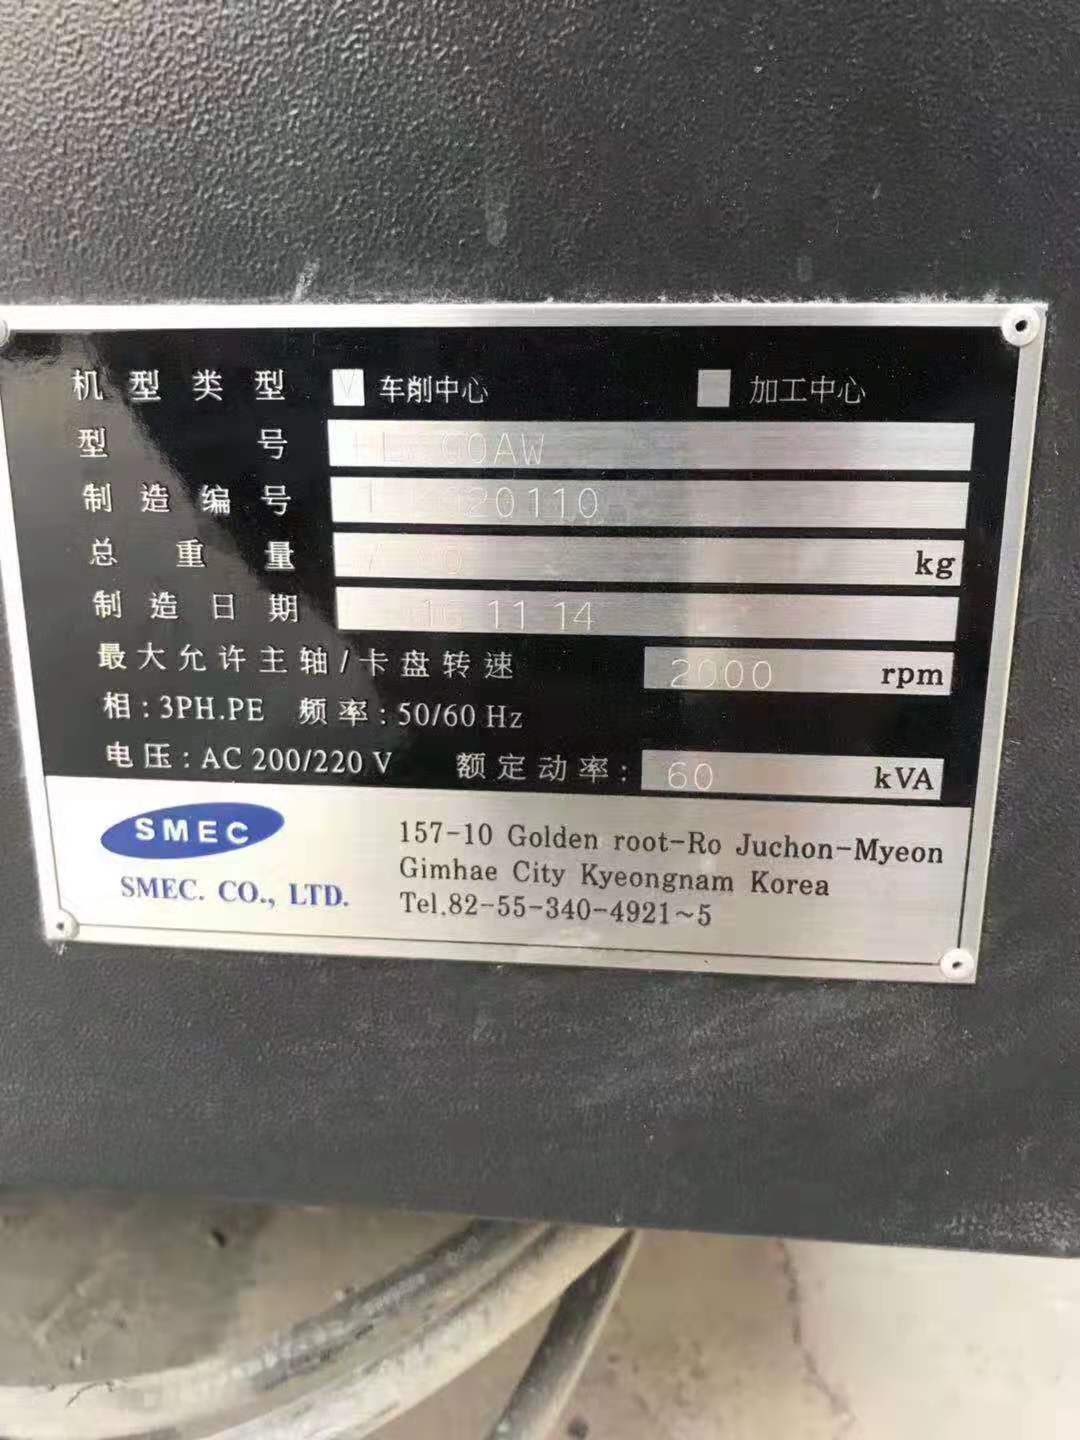 机型类型 V 车削中心 加工中心
型号
制造编号
总重量 kg
制造日期 11 14
最大允许主轴/卡盘转速 2000 rpm
相:3PH.PE 频率:50/60 Hz
电压:AC 200/220 V 额定动率: 60 kVA
SMEC
SMEC. CO., LTD.
157-10 Golden root-Ro Juchon-Myeon
Gimhae City Kyeongnam Korea
Tel.82-55-340-4921~5